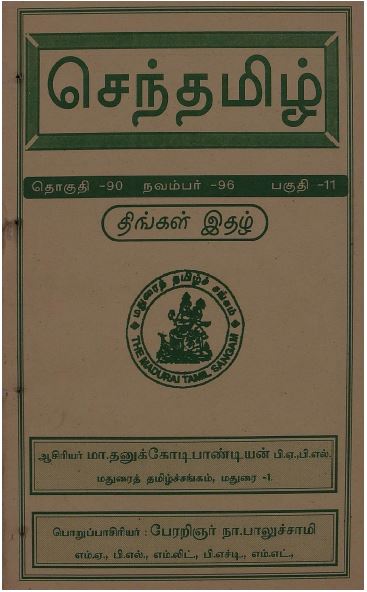 செந்தமிழ்
தொகுதி -90 நவம்பர் -96 பகுதி -11
திங்கள் இதழ்
மதுரைத் தமிழ்ச் சங்கம்
THE MADURAI TAMIL SANGAM
ஆசிரியர் மா.தனுக்கோடிபாண்டியன் பி.ஏ.,பி.எல்.
மதுரைத் தமிழ்ச்சங்கம், மதுரை -1.
பொறுப்பாசிரியர் : பேரறிஞர் நா.பாலுச்சாமி
எம்.ஏ., பி.எல்., எம்.லிட்., பி.எச்டி., எம்.எட்.,